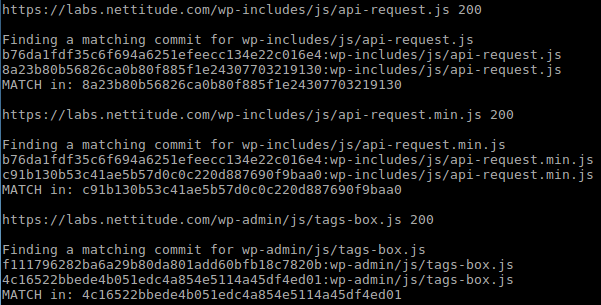 https://labs.nettitude.com/wp-includes/js/api-request.js 200
Finding a matching commit for wp-includes/js/api-request.js
b76da1fdf35c6f694a6251efeecc134e22c016e4:wp-includes/js/api-request.js
8a23b80b56826ca0b80f885f1e24307703219130:wp-includes/js/api-request.js
MATCH in: 8a23b80b56826ca0b80f885f1e24307703219130
https://labs.nettitude.com/wp-includes/js/api-request.min.js 200
Finding a matching commit for wp-includes/js/api-request.min.js
b76da1fdf35c6f694a6251efeecc134e22c016e4:wp-includes/js/api-request.min.js
c91b130b53c41ae5b57d0c0c220d887690f9baa0:wp-includes/js/api-request.min.js
MATCH in: c91b130b53c41ae5b57d0c0c220d887690f9baa0
https://labs.nettitude.com/wp-admin/js/tags-box.js 200
Finding a matching commit for wp-admin/js/tags-box.js
f111796282ba6a29b80da801add60bfb18c7820b:wp-admin/js/tags-box.js
4c16522bbede4b051edc4a854e5114a45df4ed01:wp-admin/js/tags-box.js
MATCH in: 4c16522bbede4b051edc4a854e5114a45df4ed01